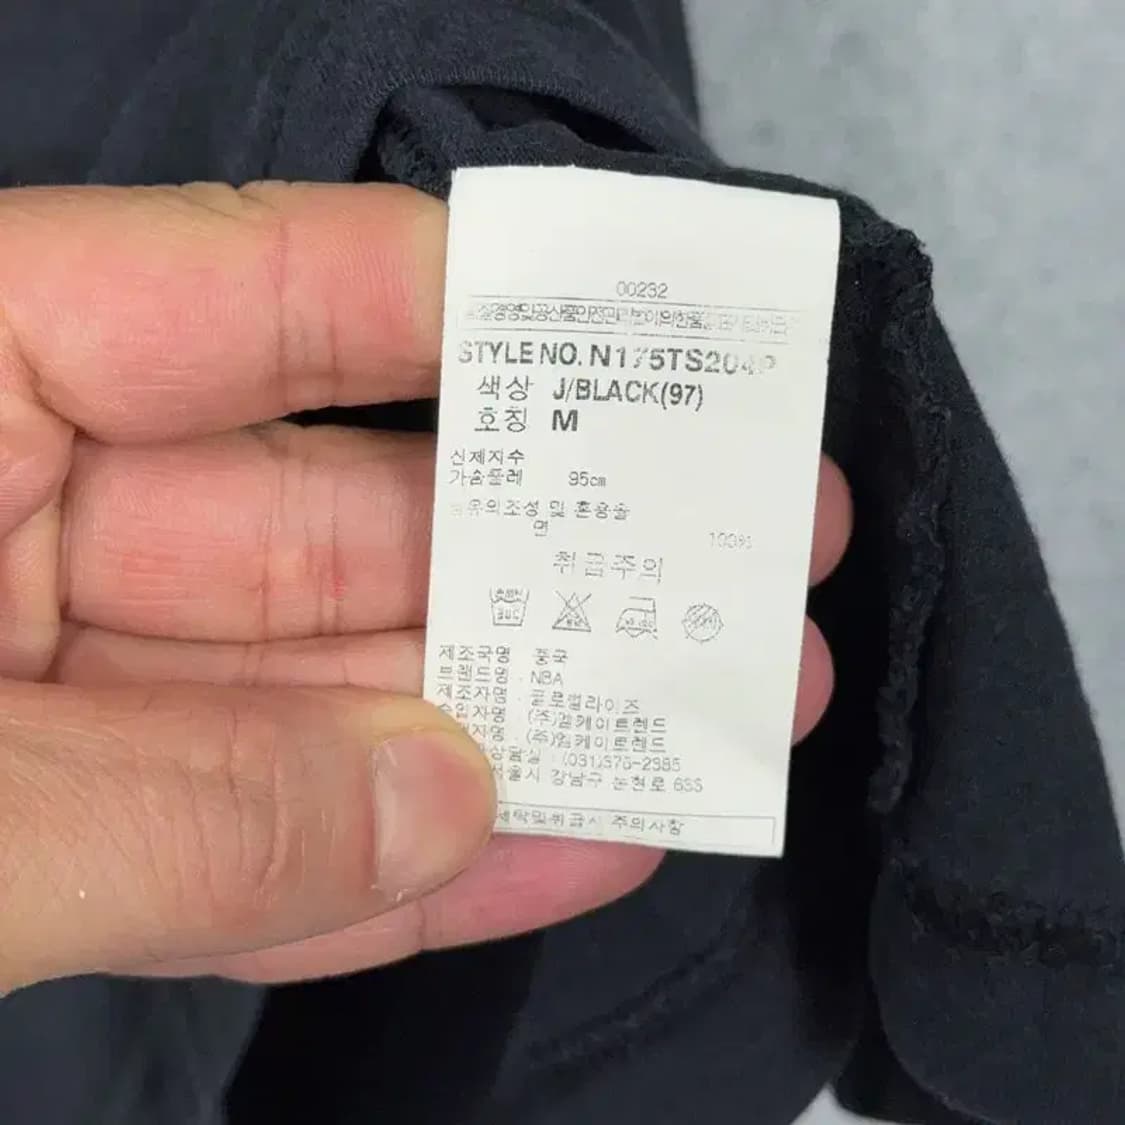 00232
STYLE NO. N175TS204P
색상 J/BLACK(97)
호칭 M
신체치수
가슴둘레 95cm
섬유의조성 및 혼용율
면 100%
취급주의
제조국명 : 중국
브랜드명 : NBA
제조자명 : 글로벌라이즈
수입자명 : (주)엠케이트렌드
(주)엠케이트렌드
(031)376-2385
서울시 강남구 논현로 633
세탁및취급시 주의사항